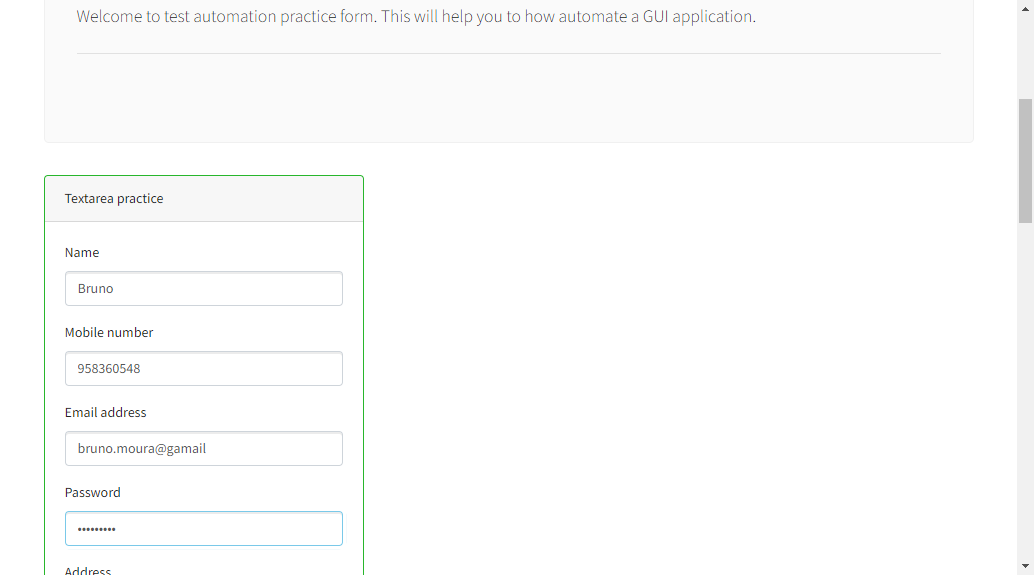 Welcome to test automation practice form. This will help you to how automate a GUI application.
Textarea practice
Name
Bruno
Mobile number
958360548
Email address
bruno.moura@gamail
Password
•••••••••
Address